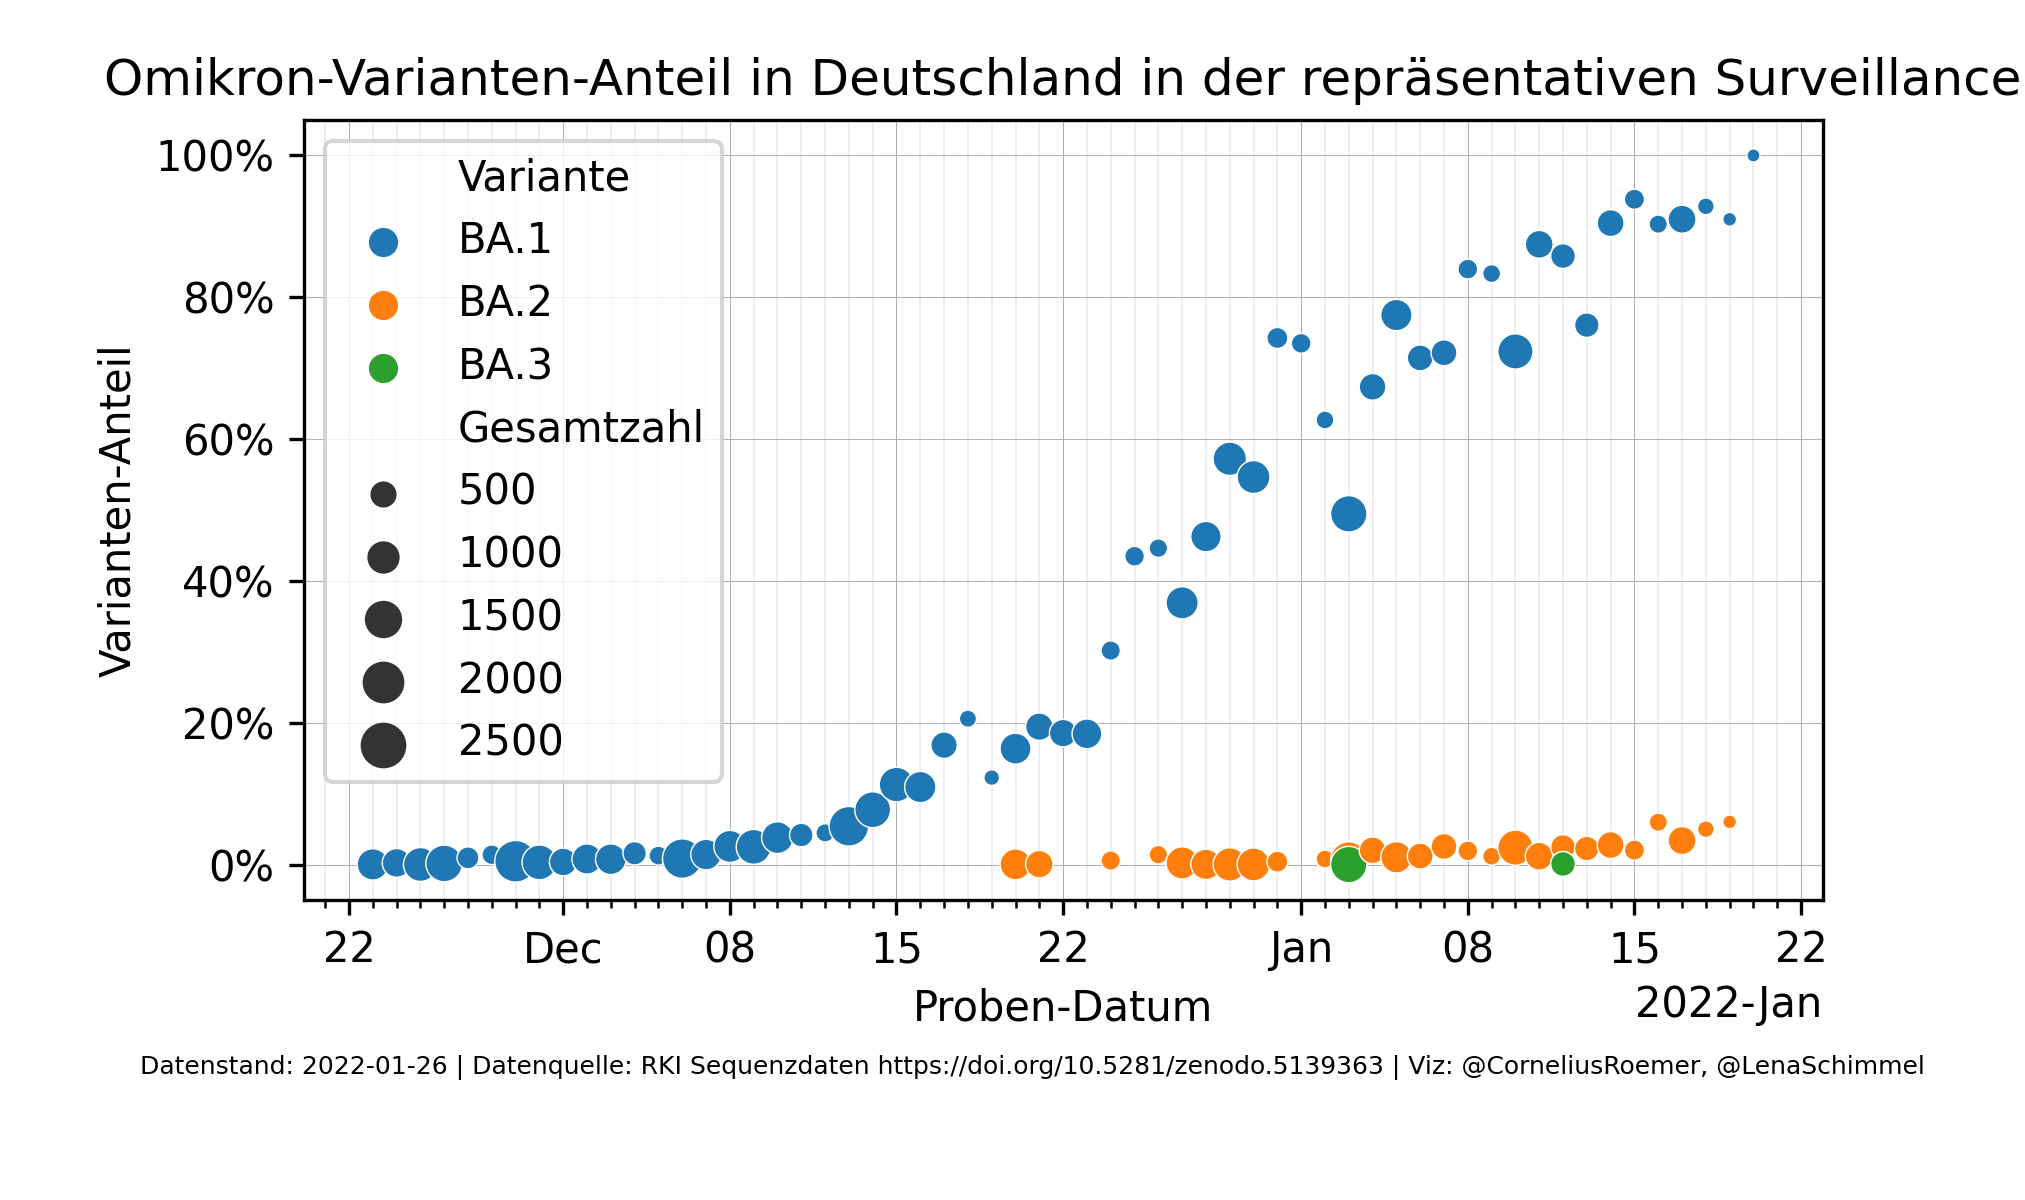 Omikron-Varianten-Anteil in Deutschland in der repräsentativen Surveillance
Varianten-Anteil
100%
80%
60%
40%
20%
0%
Variante
BA.1
BA.2
BA.3
Gesamtzahl
500
1000
1500
2000
2500
22 Dec 08 15 22 Jan 08 15 22
Proben-Datum
2022-Jan
Datenstand: 2022-01-26 | Datenquelle: RKI Sequenzdaten https://doi.org/10.5281/zenodo.5139363 | Viz: @CorneliusRoemer, @LenaSchimmel